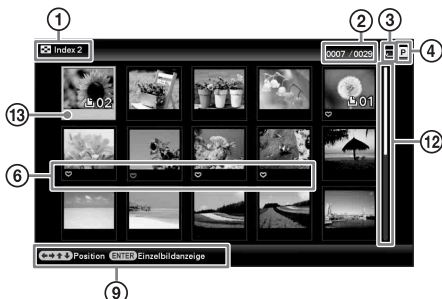 1
2
3
4
Index 2
0007 / 0029
P
02
01
13
12
6
Position ENTER Einzelbildanzeige
9